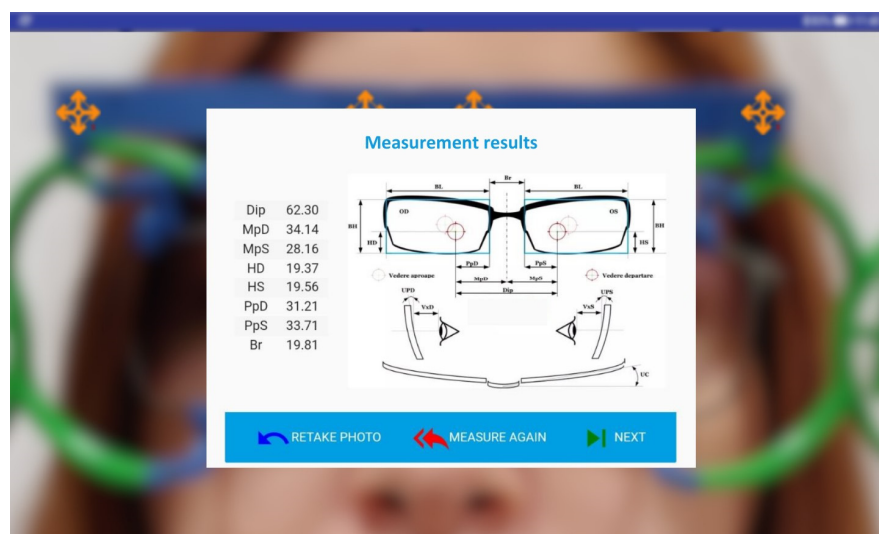 Measurement results
Dip 62.30
MpD 34.14
MpS 28.16
HD 19.37
HS 19.56
PpD 31.21
PpS 33.71
Br 19.81
Br
BL BL
OD OS
BH BH
HD HS
PpD PpS
Vedere aproape Vedere departare
MpD MpS
Dip
UPD UPS
VxD VxS
UC
RETAKE PHOTO MEASURE AGAIN NEXT